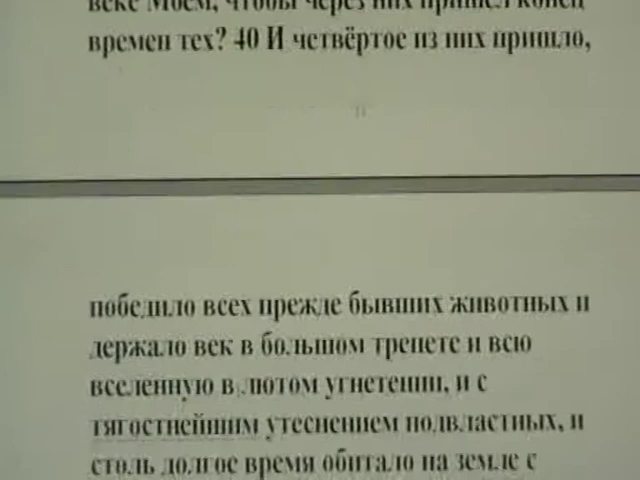 веке Моем, чтобы через них пришел конец
времен тех? 40 И четвёртое из них пришло,
победило всех прежде бывших животных и
держало век в большом трепете и всю
вселенную в лютом угнетении, и с
тягостнейшим утеснением подвластных, и
столь долгое время обитало на земле с